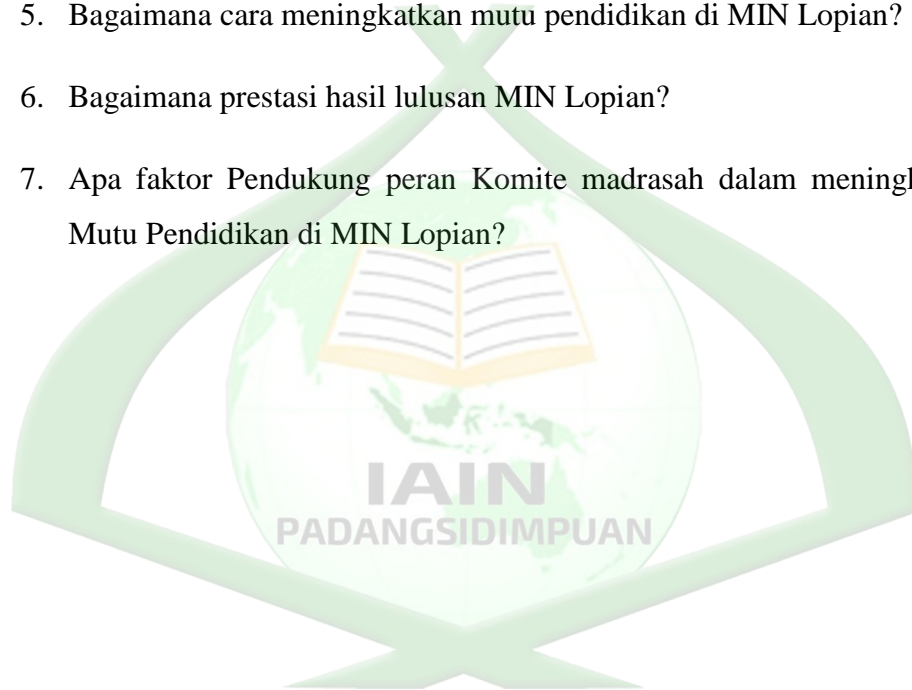 5. Bagaimana cara meningkatkan mutu pendidikan di MIN Lopian?
6. Bagaimana prestasi hasil lulusan MIN Lopian?
7. Apa faktor Pendukung peran Komite madrasah dalam
Mutu Pendidikan di MIN Lopian?
IAIN
PADANGSIDIMPUAN